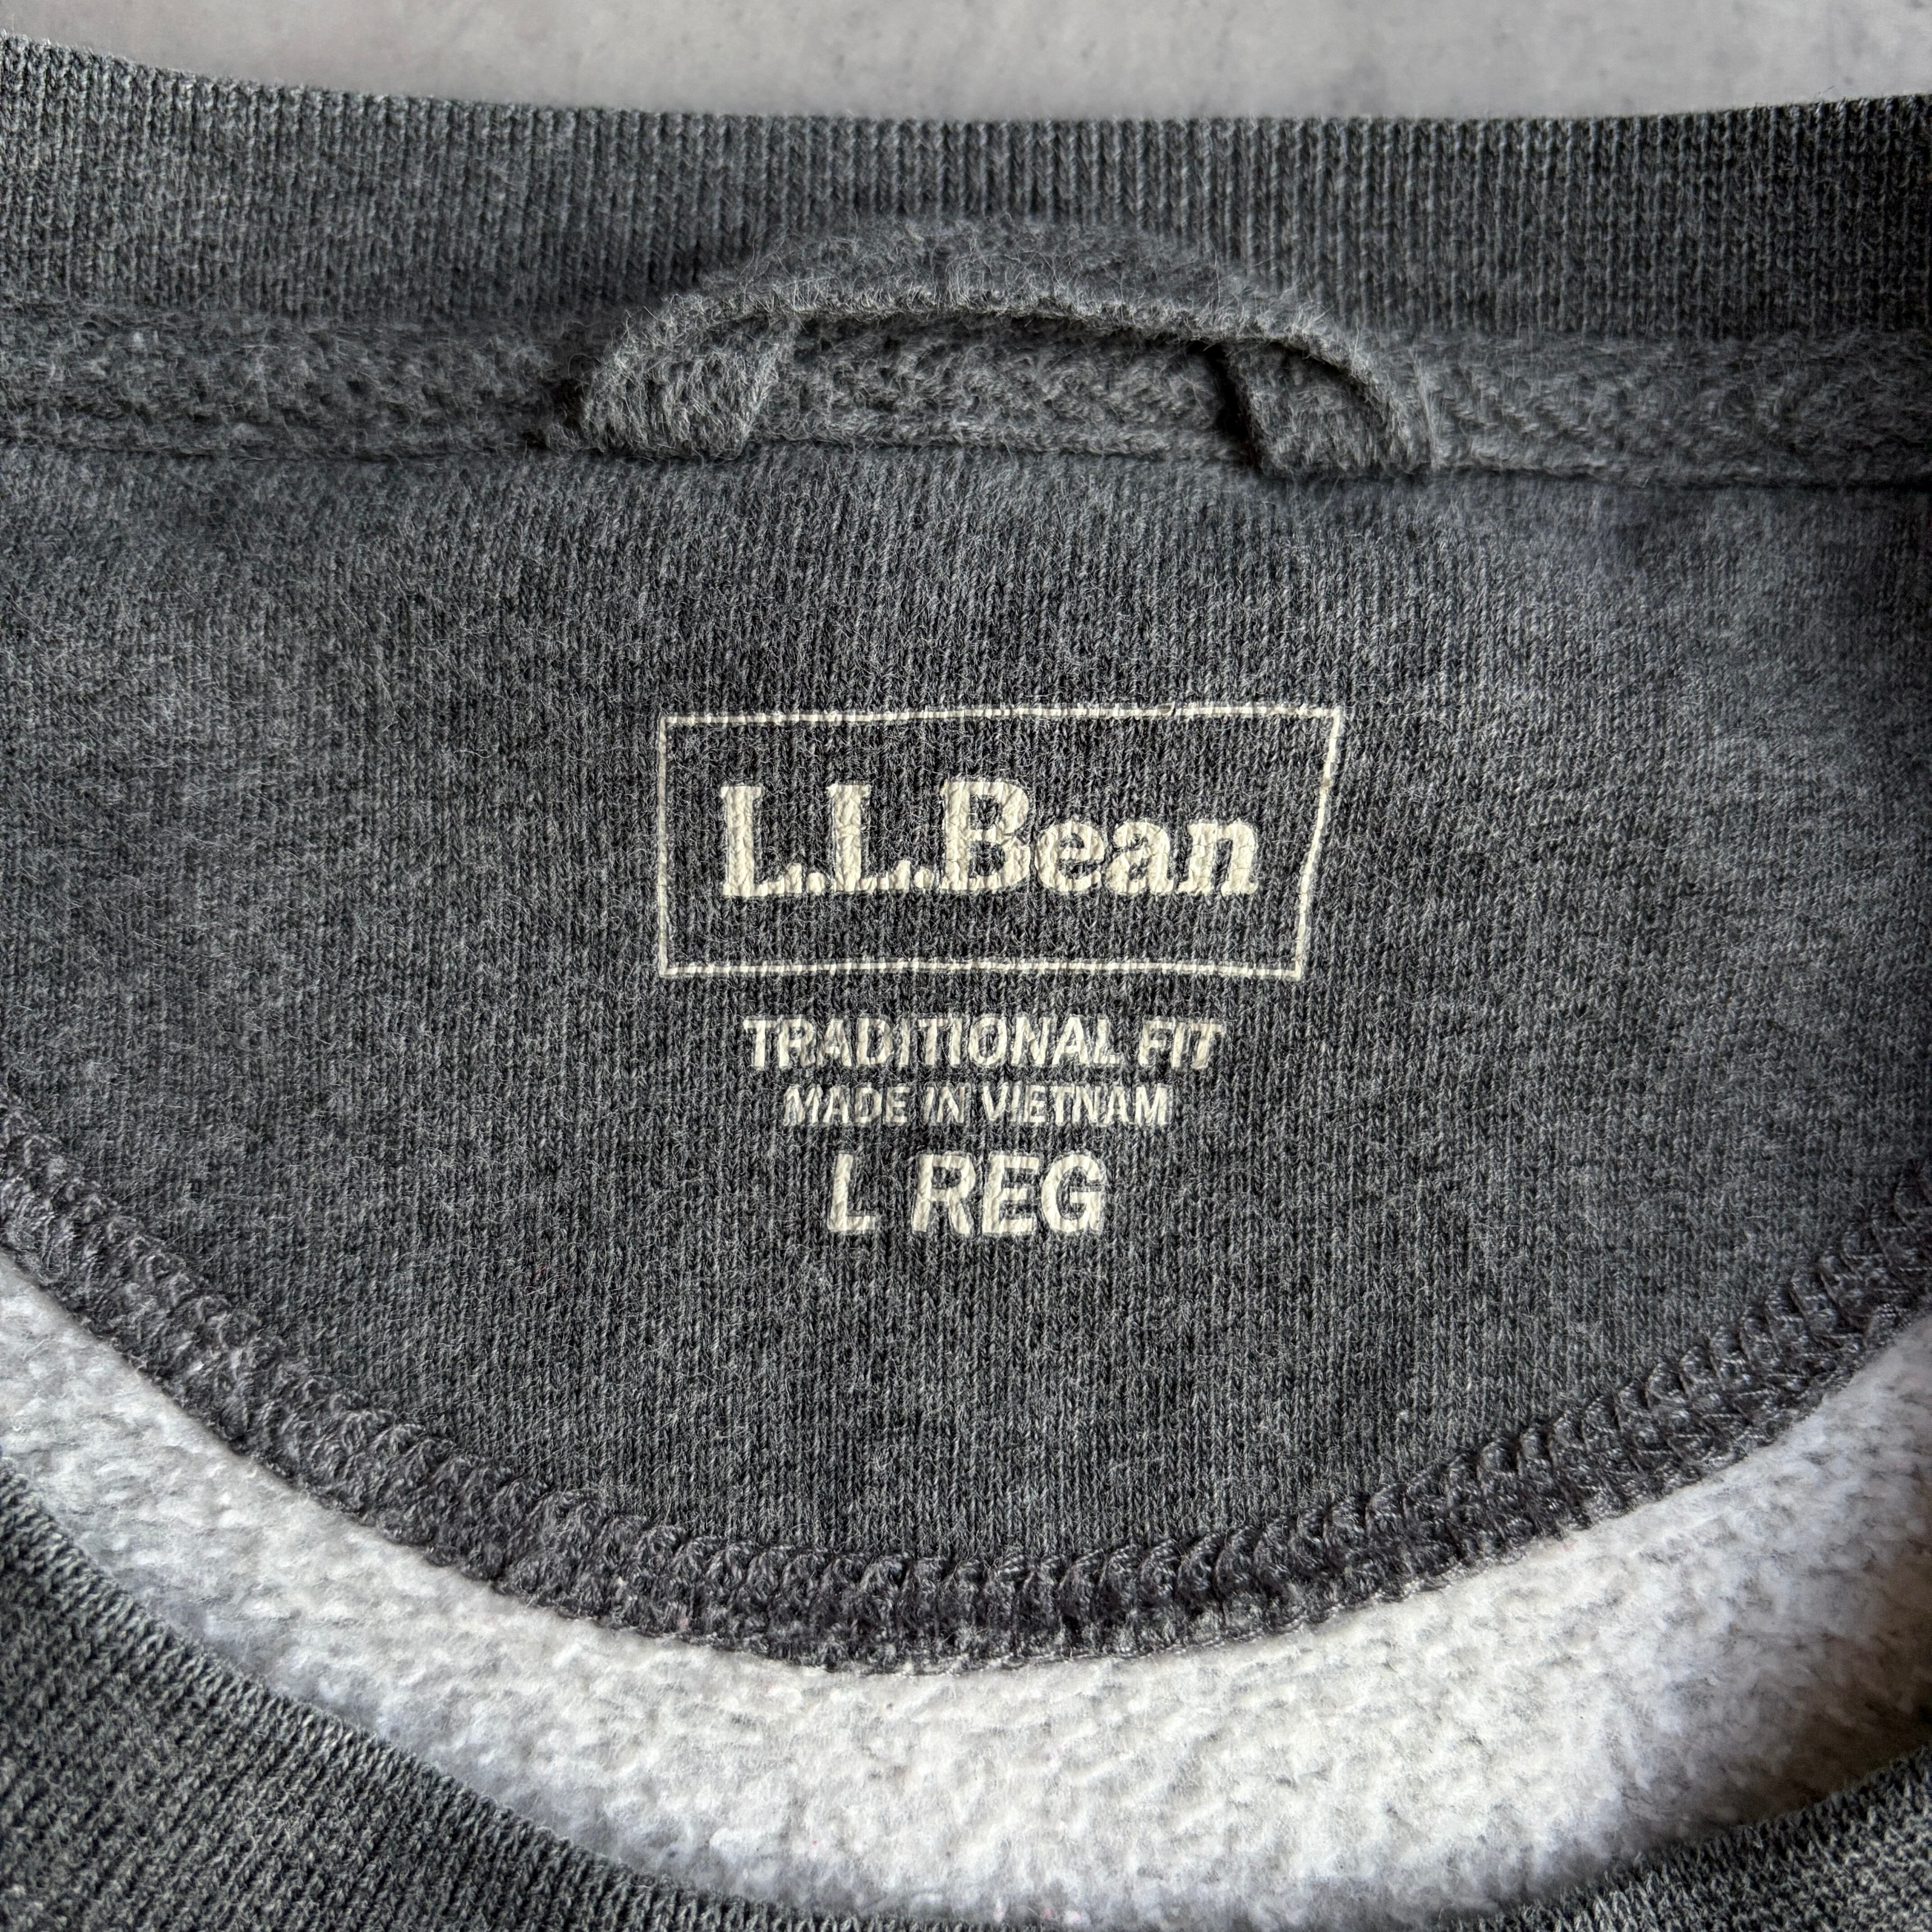 L.L.Bean
TRADITIONAL FIT
MADE IN VIETNAM
L REG